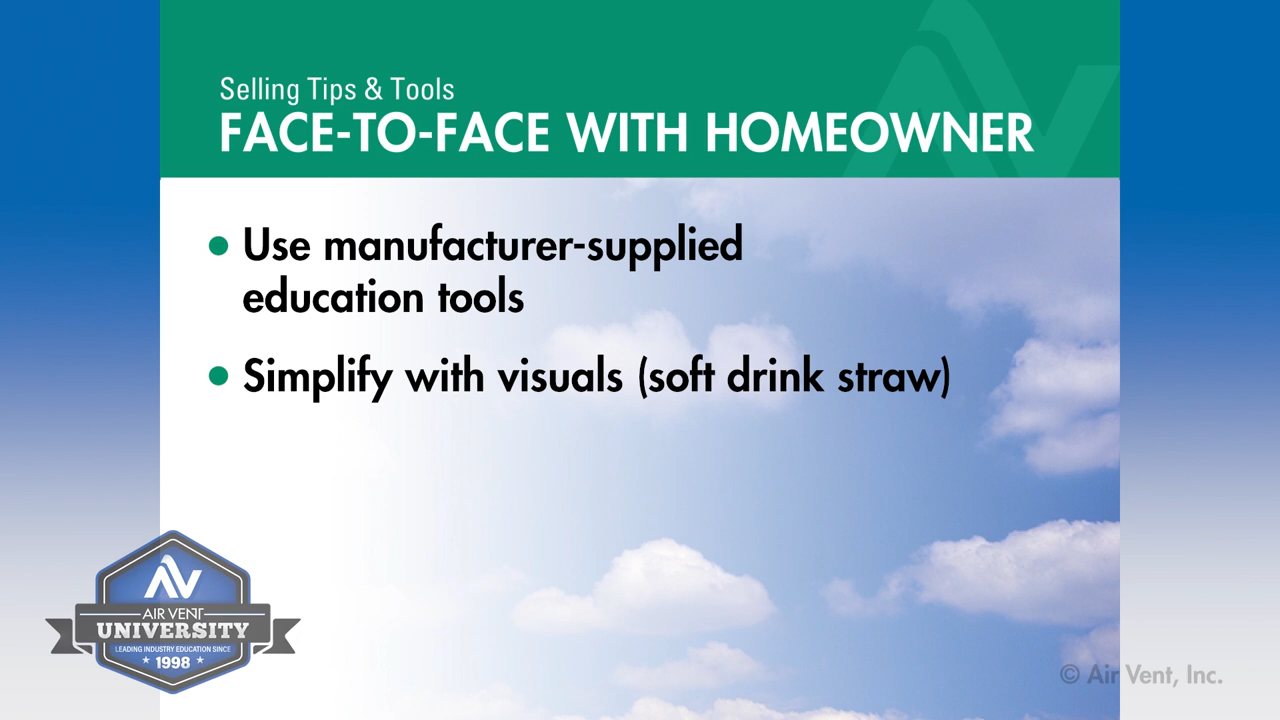 Selling Tips & Tools
FACE-TO-FACE WITH HOMEOWNER
• Use manufacturer-supplied
education tools
• Simplify with visuals (soft drink straw)
AV
AIR VENT
UNIVERSITY
LEADING INDUSTRY EDUCATION SINCE
★ 1998 ★
© Air Vent, Inc.